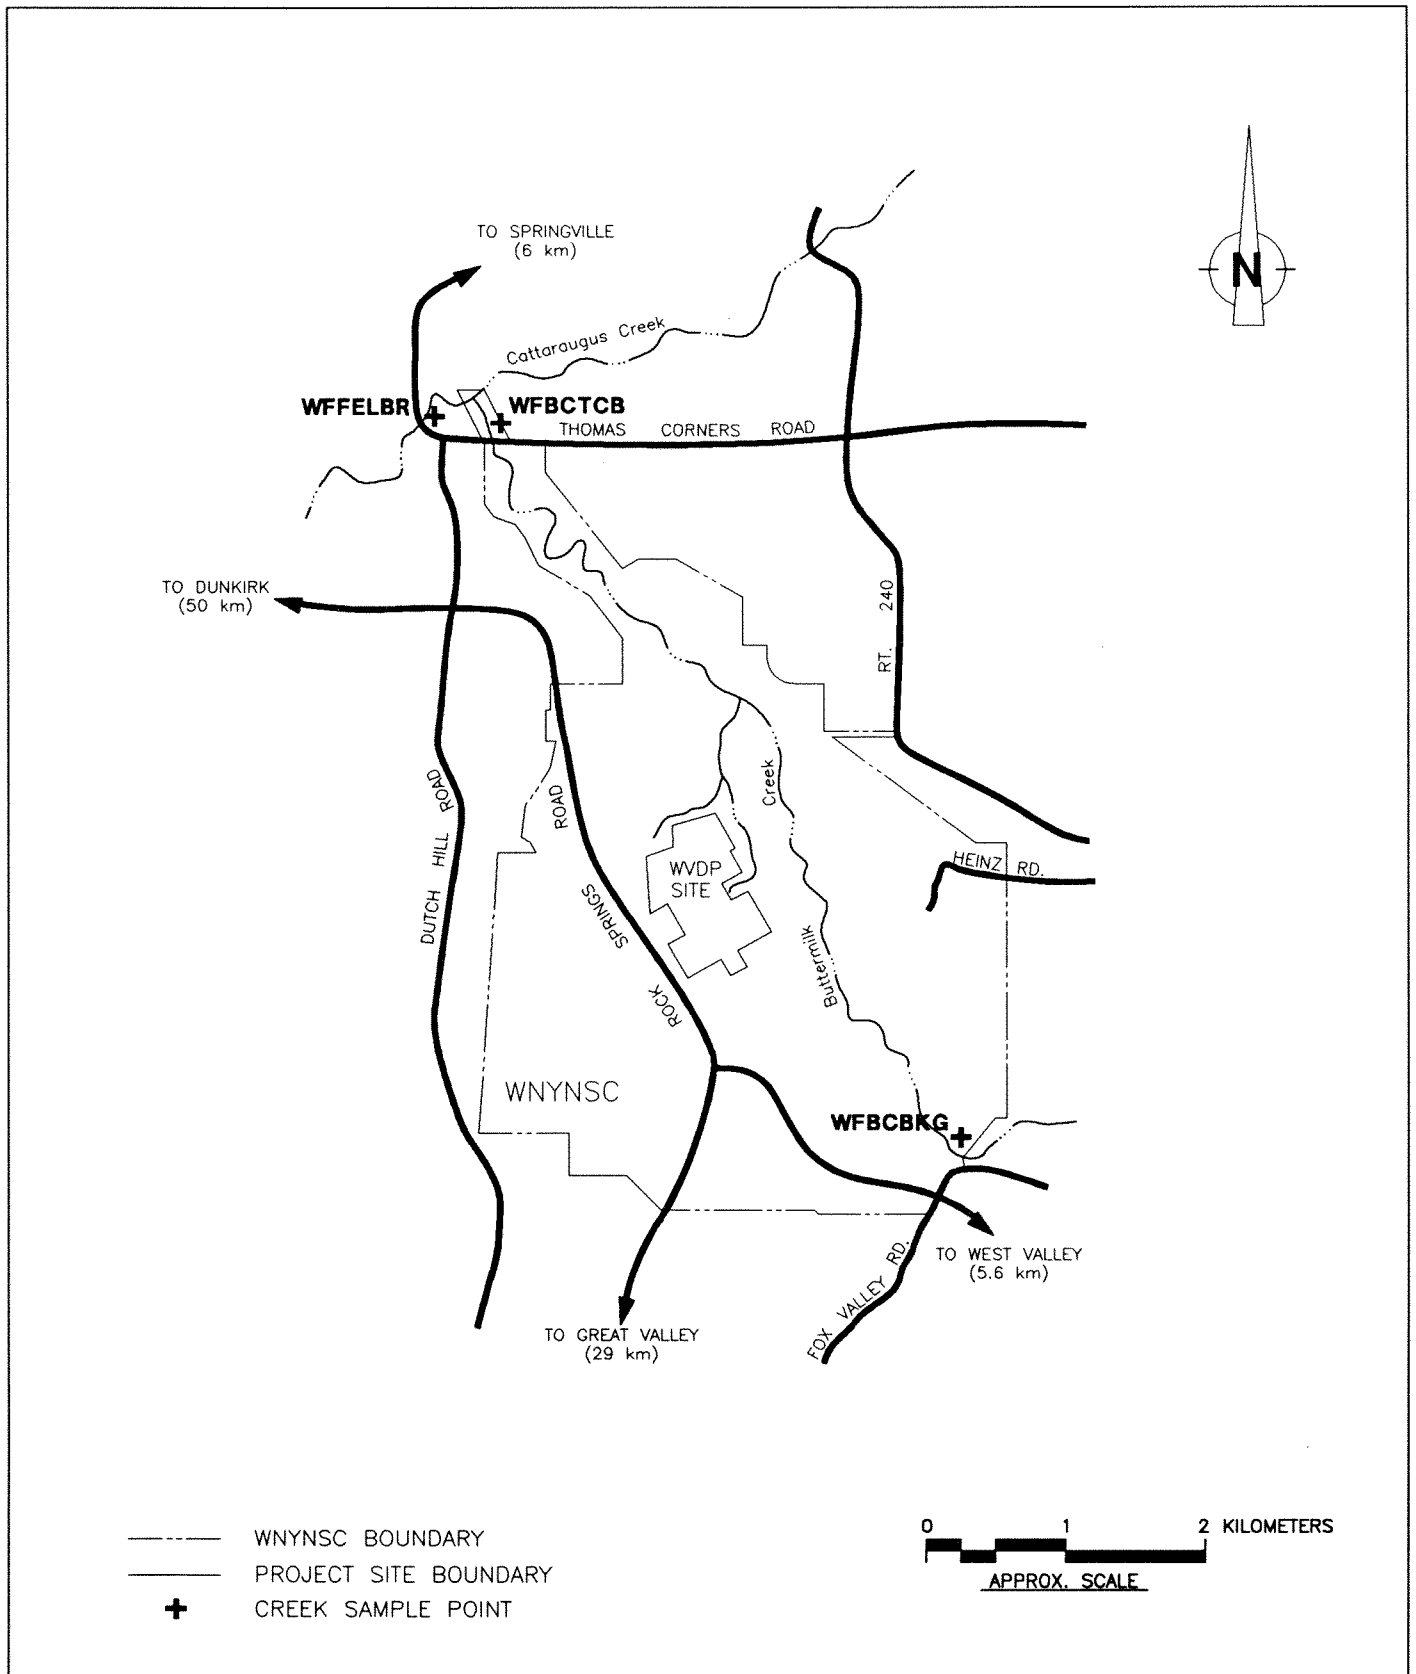 N
TO SPRINGVILLE
(6 km)
Cattaraugus Creek
WFFELBR
WFBCTCB
THOMAS CORNERS ROAD
TO DUNKIRK
(50 km)
RT. 240
DUTCH HILL ROAD
ROCK SPRINGS ROAD
Buttermilk Creek
WVDP
SITE
HEINZ RD.
WNYNSC
WFBCBKG
TO WEST VALLEY
(5.6 km)
FOX VALLEY RD.
TO GREAT VALLEY
(29 km)
WNYNSC BOUNDARY
PROJECT SITE BOUNDARY
CREEK SAMPLE POINT
0 1 2 KILOMETERS
APPROX. SCALE